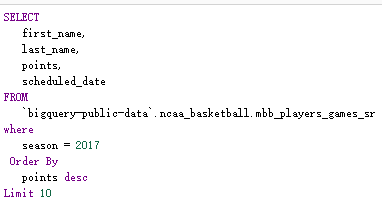 SELECT
first_name,
last_name,
points,
scheduled_date
FROM
`bigquery-public-data`.ncaa_basketball.mbb_players_games_sr
where
season = 2017
Order By
points desc
Limit 10